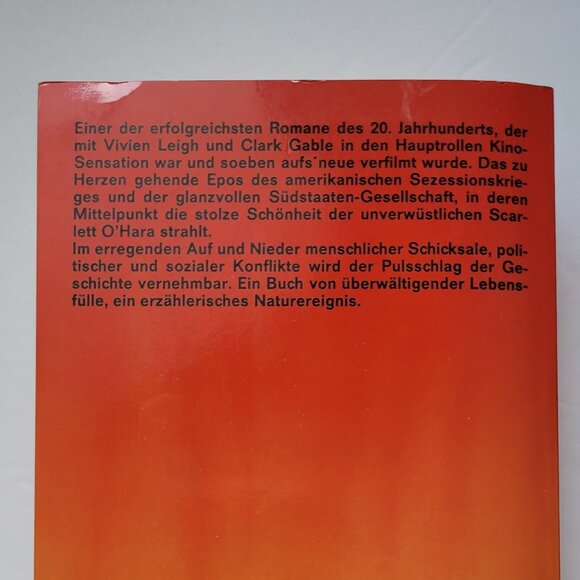 Einer der erfolgreichsten Romane des 20. Jahrhunderts, der
mit Vivien Leigh und Clark Gable in den Hauptrollen Kino-
Sensation war und soeben aufs´neue verfilmt wurde. Das zu
Herzen gehende Epos des amerikanischen Sezessionskrie-
ges und der glanzvollen Südstaaten-Gesellschaft, in deren
Mittelpunkt die stolze Schönheit der unverwüstlichen Scar-
lett O'Hara strahlt.
Im erregenden Auf und Nieder menschlicher Schicksale, poli-
tischer und sozialer Konflikte wird der Pulsschlag der Ge-
schichte vernehmbar. Ein Buch von überwältigender Lebens-
fülle, ein erzählerisches Naturereignis.